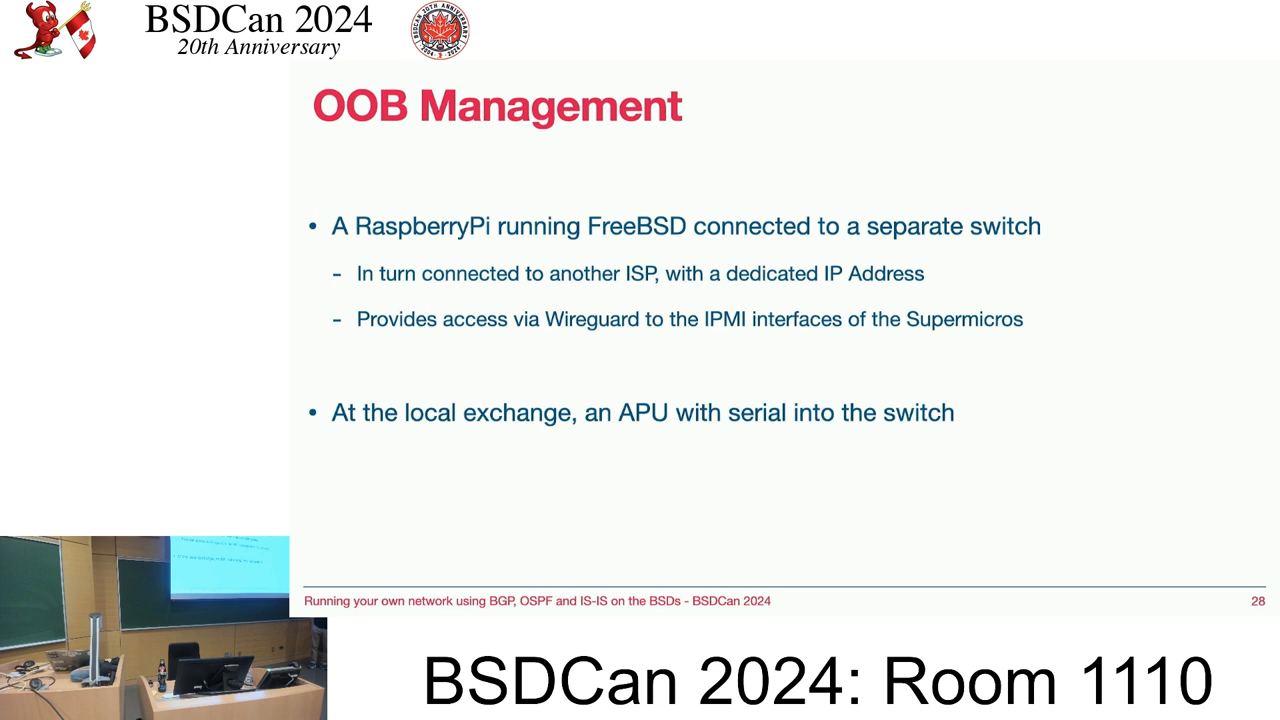 BSDCan 2024
20th Anniversary
BSDCAN 20TH ANNIVERSARY
OOB Management
• A RaspberryPi running FreeBSD connected to a separate switch
- In turn connected to another ISP, with a dedicated IP Address
- Provides access via Wireguard to the IPMI interfaces of the Supermicros
• At the local exchange, an APU with serial into the switch
Running your own network using BGP, OSPF and IS-IS on the BSDs - BSDCan 2024
28
BSDCan 2024: Room 1110